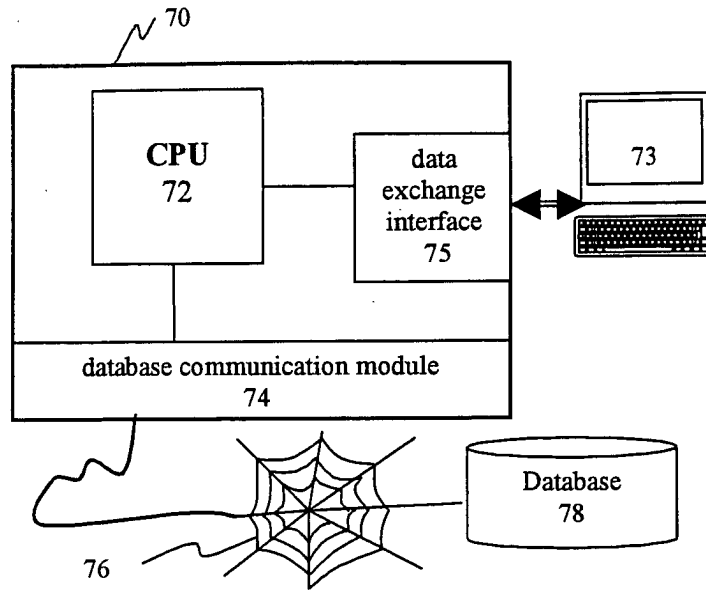 70
CPU
72
data
exchange
interface
75
73
database communication module
74
Database
78
76